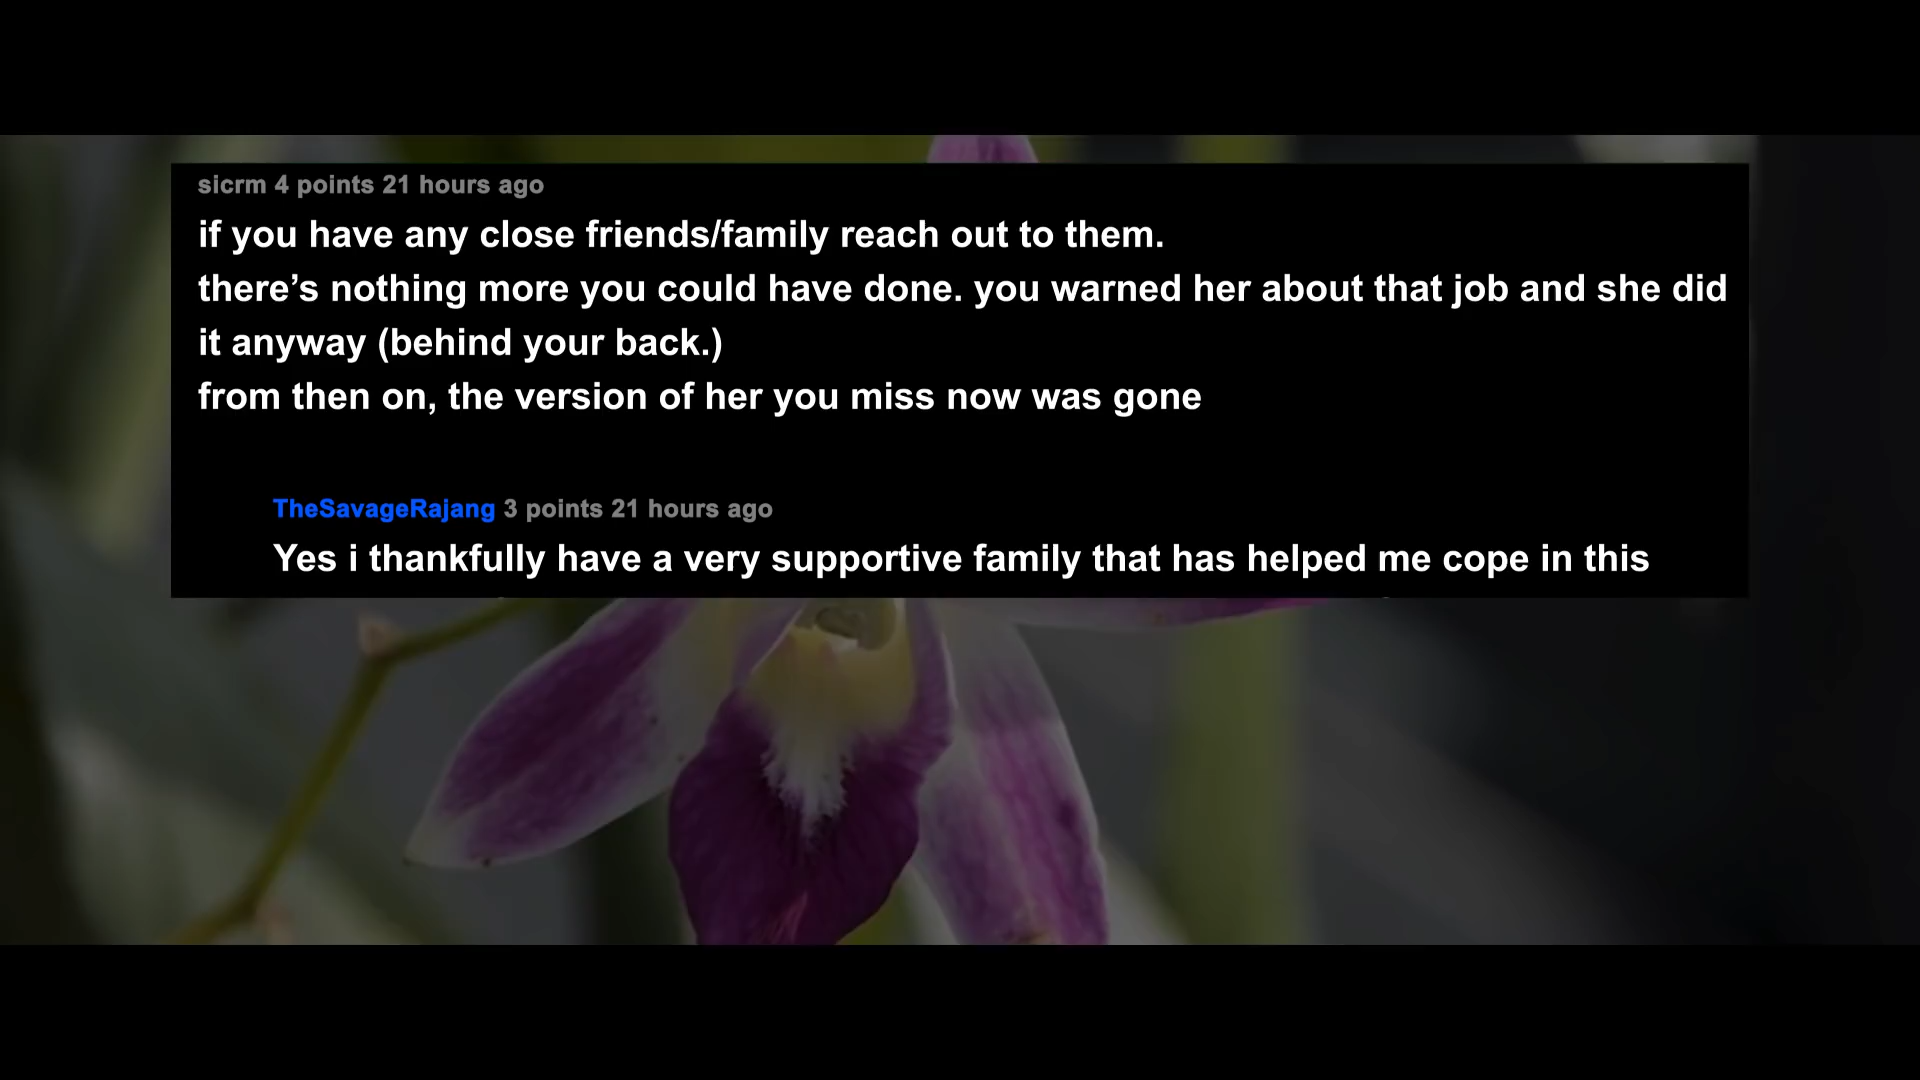 sicrm 4 points 21 hours ago
if you have any close friends/family reach out to them.
there’s nothing more you could have done. you warned her about that job and she did
it anyway (behind your back.)
from then on, the version of her you miss now was gone
TheSavageRajang 3 points 21 hours ago
Yes i thankfully have a very supportive family that has helped me cope in this